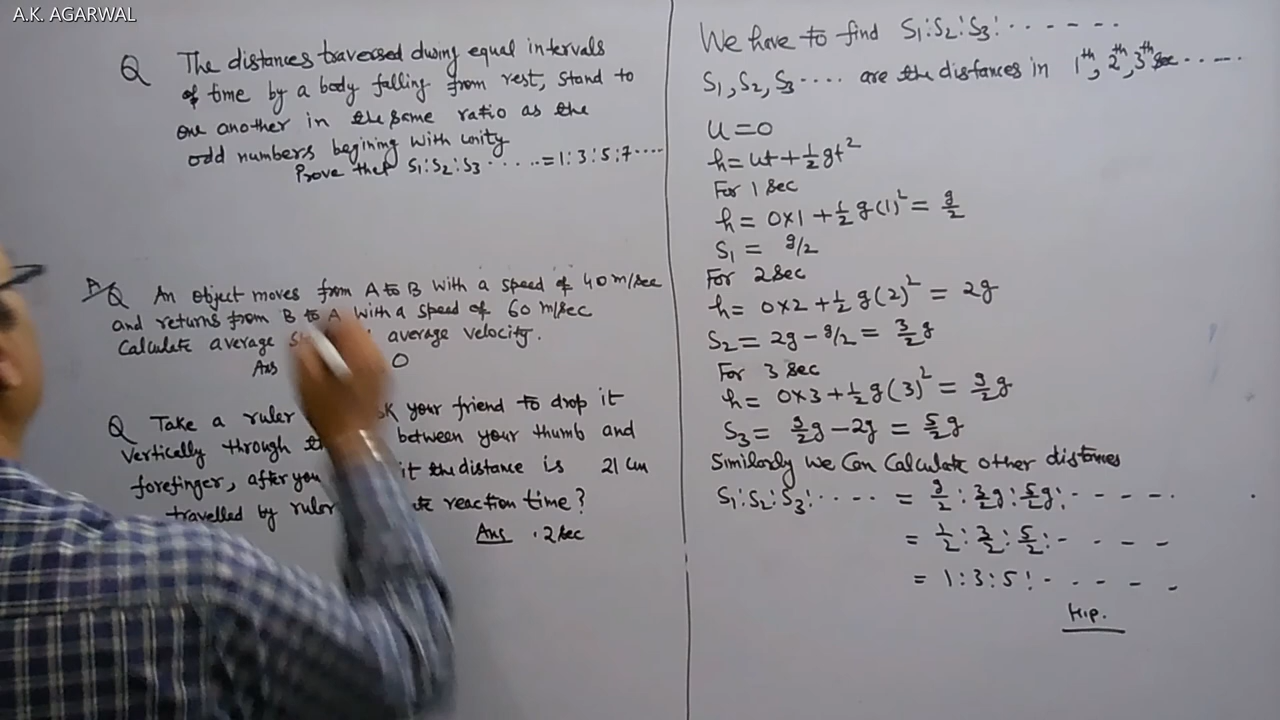 A.K. AGARWAL
Q The distances traversed during equal intervals
of time by a body falling from rest, stand to
one another in the same ratio as the
odd numbers begining with unity
Prove that S₁:S₂:S₃ ...... = 1:3:5:7....
Q An object moves from A to B with a speed of 40 m/sec
and returns from B to A with a speed of 60 m/sec
Calculate average average velocity.
Ans 0
Q Take a ruler your friend to drop it
vertically through between your thumb and
forefinger, after you it the distance is 21 cm
travelled by rular reaction time?
Ans .2 sec
We have to find S₁:S₂:S₃:.......
S₁, S₂, S₃.... are the distances in 1th, 2th, 3th sec......
u=0
h=ut+½gt²
For 1 sec
h= 0×1 +½g(1)² = g/2
S₁ = g/2
For 2 sec
h= 0×2 +½g(2)² = 2g
S₂= 2g-g/2= 3/2 g
For 3 sec
h= 0×3 +½g(3)² = 9/2 g
S₃= 9/2 g-2g = 5/2 g
Similarly we can calculate other distances
S₁:S₂:S₃:.... = g/2 : 3/2 g : 5/2 g : - - - - -
= 1/2 : 3/2 : 5/2 : - - - -
= 1:3:5: - - - - -
H.p.